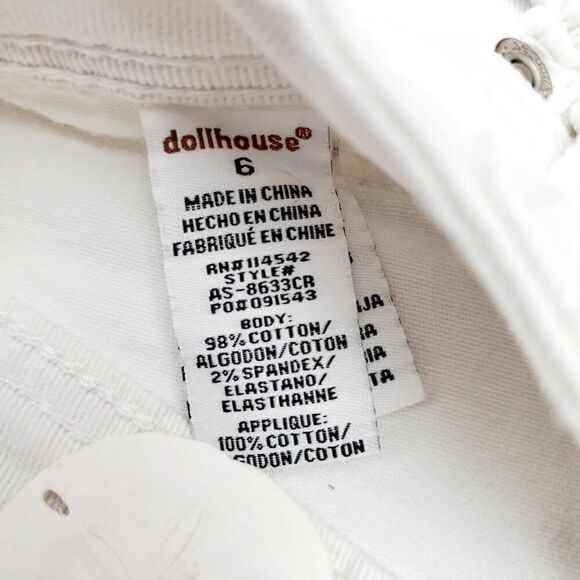 dollhouse®
6
MADE IN CHINA
HECHO EN CHINA
FABRIQUÉ EN CHINE
RN# 114542
STYLE#
AS-8633CR
PO# 091543
BODY:
98% COTTON/
ALGODON/COTON
2% SPANDEX/
ELASTANO/
ELASTHANNE
APPLIQUE:
100% COTTON/
GODON/COTON